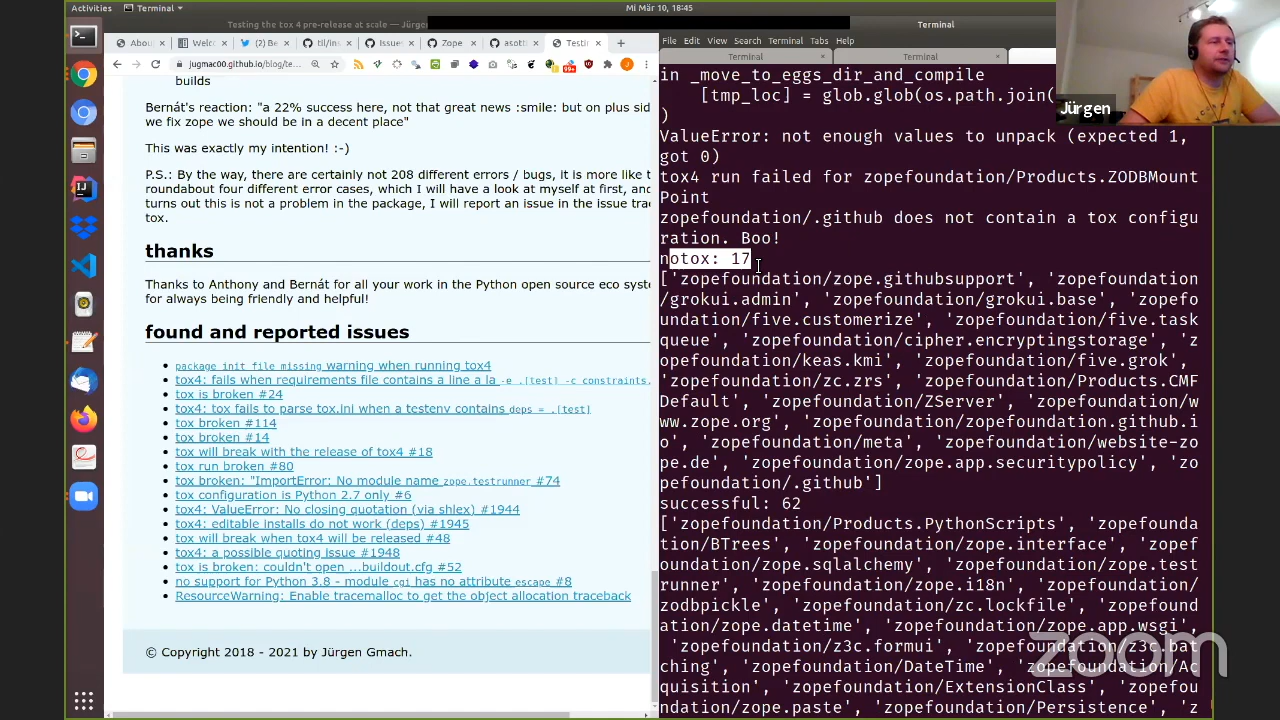 Activities Terminal Mi Mär 10, 18:45
Testing the tox 4 pre-release at scale — Jürgen
Terminal
Abou Welc (2) Be til/ins Issues Zope asott Testin
File Edit View Search Terminal Tabs Help
jugmac00.github.io/blog/te...
Terminal Terminal
builds
Bernát's reaction: "a 22% success here, not that great news :smile: but on plus sid
we fix zope we should be in a decent place"
This was exactly my intention! :-)
P.S.: By the way, there are certainly not 208 different errors / bugs, it is more like t
roundabout four different error cases, which I will have a look at myself at first, and
turns out this is not a problem in the package, I will report an issue in the issue trac
tox.
thanks
Thanks to Anthony and Bernát for all your work in the Python open source eco syste
for always being friendly and helpful!
found and reported issues
package init file missing warning when running tox4
tox4: fails when requirements file contains a line a la -e .[test] -c constraints.
tox is broken #24
tox4: tox fails to parse tox.ini when a testenv contains deps = .[test]
tox broken #114
tox broken #14
tox will break with the release of tox4 #18
tox run broken #80
tox broken: "ImportError: No module name zope.testrunner #74
tox configuration is Python 2.7 only #6
tox4: ValueError: No closing quotation (via shlex) #1944
tox4: editable installs do not work (deps) #1945
tox will break when tox4 will be released #48
tox4: a possible quoting issue #1948
tox is broken: couldn't open ...buildout.cfg #52
no support for Python 3.8 - module cgi has no attribute escape #8
ResourceWarning: Enable tracemalloc to get the object allocation traceback
© Copyright 2018 - 2021 by Jürgen Gmach.
in _move_to_eggs_dir_and_compile
[tmp_loc] = glob.glob(os.path.join(
)
ValueError: not enough values to unpack (expected 1,
got 0)
tox4 run failed for zopefoundation/Products.ZODBMount
Point
zopefoundation/.github does not contain a tox configu
ration. Boo!
notox: 17
['zopefoundation/zope.githubsupport', 'zopefoundation
/grokui.admin', 'zopefoundation/grokui.base', 'zopefo
undation/five.customerize', 'zopefoundation/five.task
queue', 'zopefoundation/cipher.encryptingstorage', 'z
opefoundation/keas.kmi', 'zopefoundation/five.grok',
'zopefoundation/zc.zrs', 'zopefoundation/Products.CMF
Default', 'zopefoundation/ZServer', 'zopefoundation/w
ww.zope.org', 'zopefoundation/zopefoundation.github.i
o', 'zopefoundation/meta', 'zopefoundation/website-zo
pe.de', 'zopefoundation/zope.app.securitypolicy', 'zo
pefoundation/.github']
successful: 62
['zopefoundation/Products.PythonScripts', 'zopefounda
tion/BTrees', 'zopefoundation/zope.interface', 'zopef
oundation/zope.sqlalchemy', 'zopefoundation/zope.test
runner', 'zopefoundation/zope.i18n', 'zopefoundation/
zodbpickle', 'zopefoundation/zc.lockfile', 'zopefound
ation/zope.datetime', 'zopefoundation/zope.app.wsgi',
'zopefoundation/z3c.formui', 'zopefoundation/z3c.bat
ching', 'zopefoundation/DateTime', 'zopefoundation/Ac
quisition', 'zopefoundation/ExtensionClass', 'zopefou
ndation/zope.paste', 'zopefoundation/Persistence', 'z
Jürgen
zoom